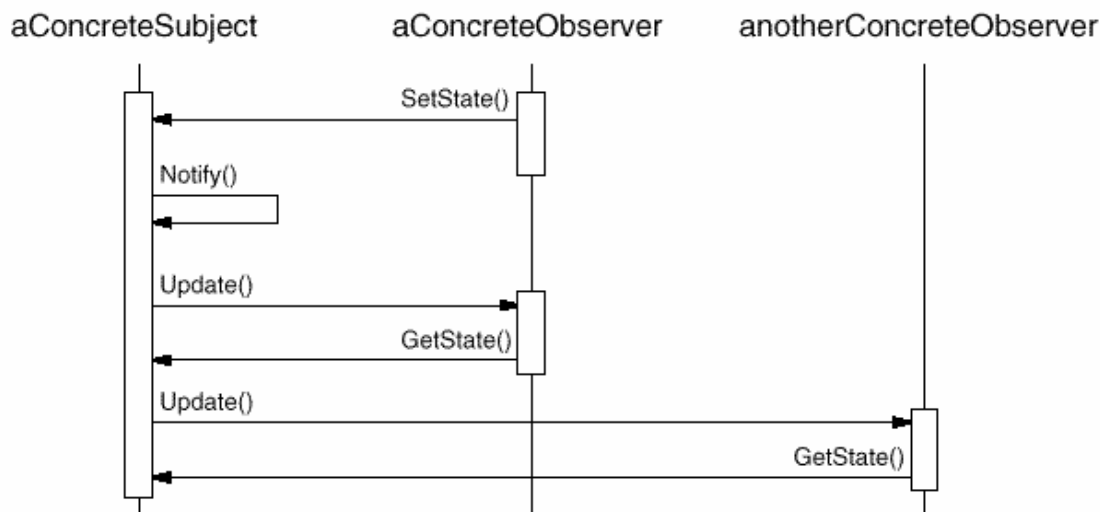 aConcreteSubject aConcreteObserver anotherConcreteObserver
SetState()
Notify()
Update()
GetState()
Update()
GetState()